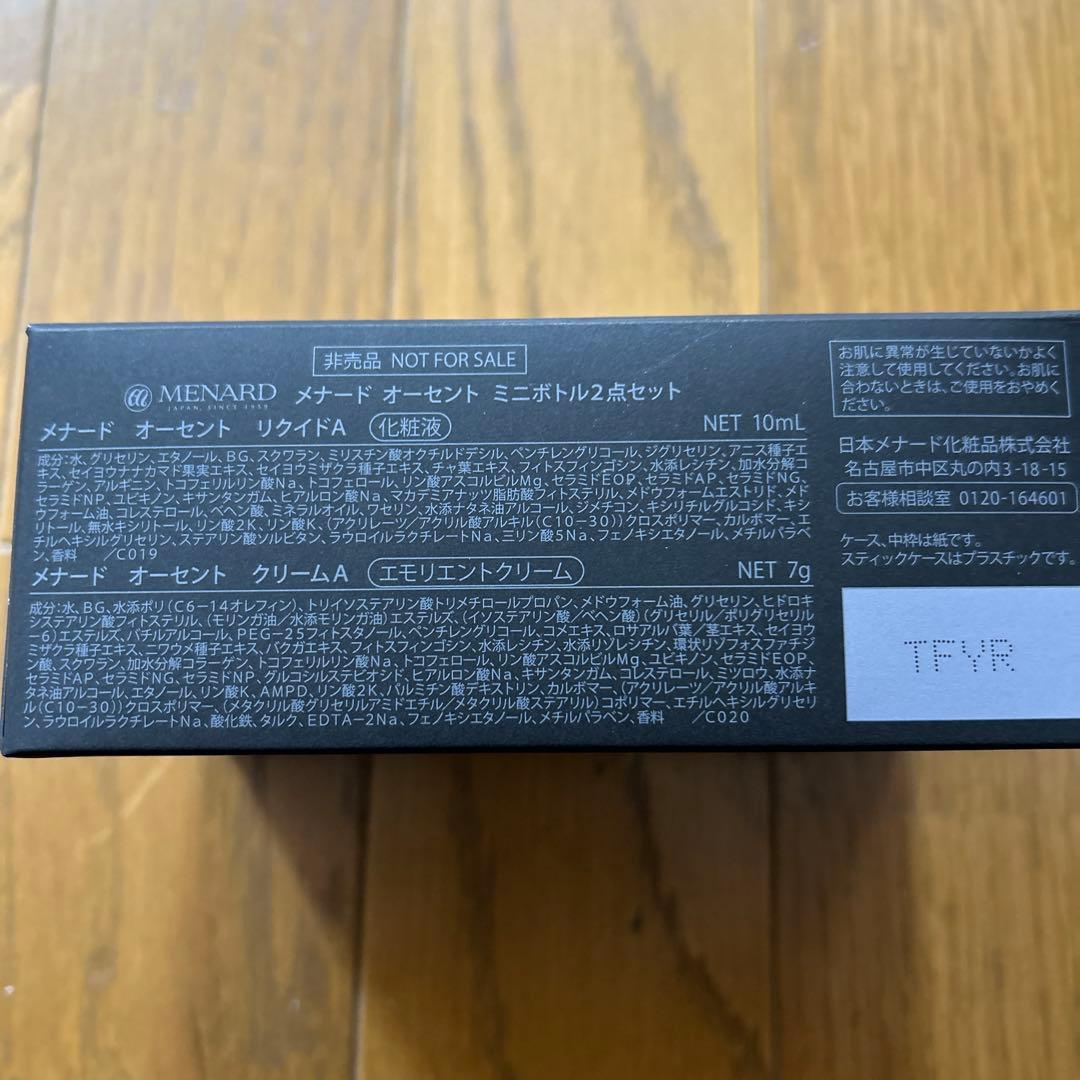 非売品 NOT FOR SALE
MENARD メナード オーセント ミニボトル2点セット
JAPAN, SINCE 1959
メナード オーセント リクイドA 化粧液 NET 10mL
成分:水、グリセリン、エタノール、BG、スクワラン、ミリスチン酸オクチルドデシル、ペンチレングリコール、ジグリセリン、アニス種子エ
キス、セイヨウナナカマド果実エキス、セイヨウミザクラ種子エキス、チャ葉エキス、フィトスフィンゴシン、水添レシチン、加水分解コ
ラーゲン、アルギニン、トコフェリルリン酸Na、トコフェロール、リン酸アスコルビルMg、セラミドEOP、セラミドAP、セラミドNG、
セラミドNP、ユビキノン、キサンタンガム、ヒアルロン酸Na、マカデミアナッツ脂肪酸フィトステリル、メドウフォームエストリド、メド
ウフォーム油、コレステロール、ベヘン酸、ミネラルオイル、ワセリン、水添ナタネ油アルコール、ジメチコン、キシリチルグルコシド、キシ
リトール、無水キシリトール、リン酸2K、リン酸K、(アクリレーツ/アクリル酸アルキル(C10-30))クロスポリマー、カルボマー、エ
チルヘキシルグリセリン、ステアリン酸ソルビタン、ラウロイルラクチレートNa、三リン酸5Na、フェノキシエタノール、メチルパラベ
ン、香料 /C019
メナード オーセント クリームA エモリエントクリーム NET 7g
成分:水、BG、水添ポリ(C6-14オレフィン)、トリイソステアリン酸トリメチロールプロパン、メドウフォーム油、グリセリン、ヒドロキ
システアリン酸フィトステリル、(モリンガ油/水添モリンガ油)エステルズ、(イソステアリン酸/ベヘン酸)(グリセリル/ポリグリセリル
-6)エステルズ、バチルアルコール、PEG-25フィトスタノール、ペンチレングリコール、コメエキス、ロサアルバ葉/茎エキス、セイヨウ
ミザクラ種子エキス、ニワウメ種子エキス、バクガエキス、フィトスフィンゴシン、水添レシチン、水添リゾレシチン、環状リゾフォスファチジ
ン酸、スクワラン、加水分解コラーゲン、トコフェリルリン酸Na、トコフェロール、リン酸アスコルビルMg、ユビキノン、セラミドEOP、
セラミドAP、セラミドNG、セラミドNP、グルコシルステビオシド、ヒアルロン酸Na、キサンタンガム、コレステロール、ミツロウ、水添ナ
タネ油アルコール、エタノール、リン酸K、AMPD、リン酸2K、パルミチン酸デキストリン、カルボマー、(アクリレーツ/アクリル酸アルキ
ル(C10-30))クロスポリマー、(メタクリル酸グリセリルアミドエチル/メタクリル酸ステアリル)コポリマー、エチルヘキシルグリセリ
ン、ラウロイルラクチレートNa、酸化鉄、タルク、EDTA-2Na、フェノキシエタノール、メチルパラベン、香料 /C020
お肌に異常が生じていないかよく
注意して使用してください。お肌に
合わないときは、ご使用をおやめく
ださい。
日本メナード化粧品株式会社
名古屋市中区丸の内3-18-15
お客様相談室 0120-164601
ケース、中枠は紙です。
スティックケースはプラスチックです。
TFYR